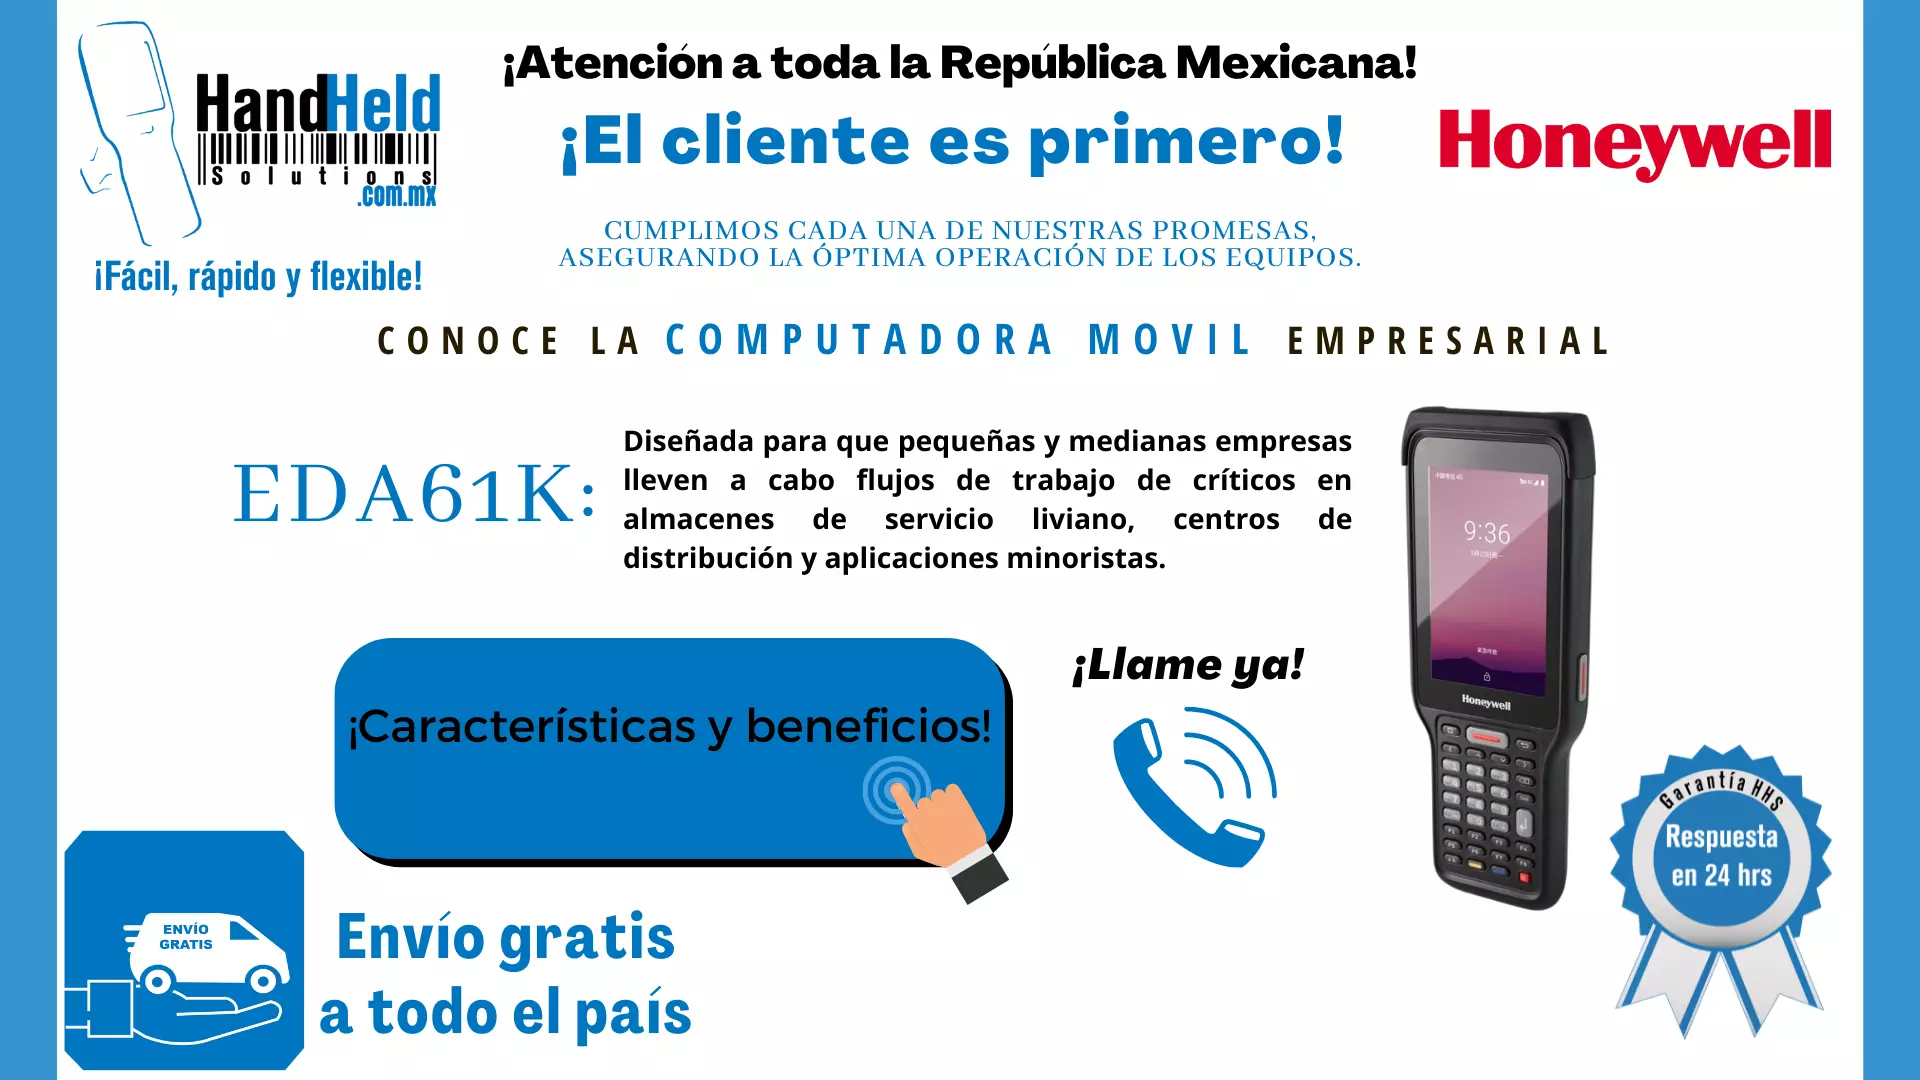 ¡Atención a toda la República Mexicana!
HandHeld
Solutions
.com.mx
¡El cliente es primero!
Honeywell
CUMPLIMOS CADA UNA DE NUESTRAS PROMESAS,
ASEGURANDO LA ÓPTIMA OPERACIÓN DE LOS EQUIPOS.
¡Fácil, rápido y flexible!
CONOCE LA COMPUTADORA MOVIL EMPRESARIAL
EDA61K:
Diseñada para que pequeñas y medianas empresas
lleven a cabo flujos de trabajo de críticos en
almacenes de servicio liviano, centros de
distribución y aplicaciones minoristas.
9:36
Honeywell
¡Llame ya!
¡Características y beneficios!
Garantía HHS
Respuesta
en 24 hrs
ENVÍO
GRATIS
Envío gratis
a todo el país